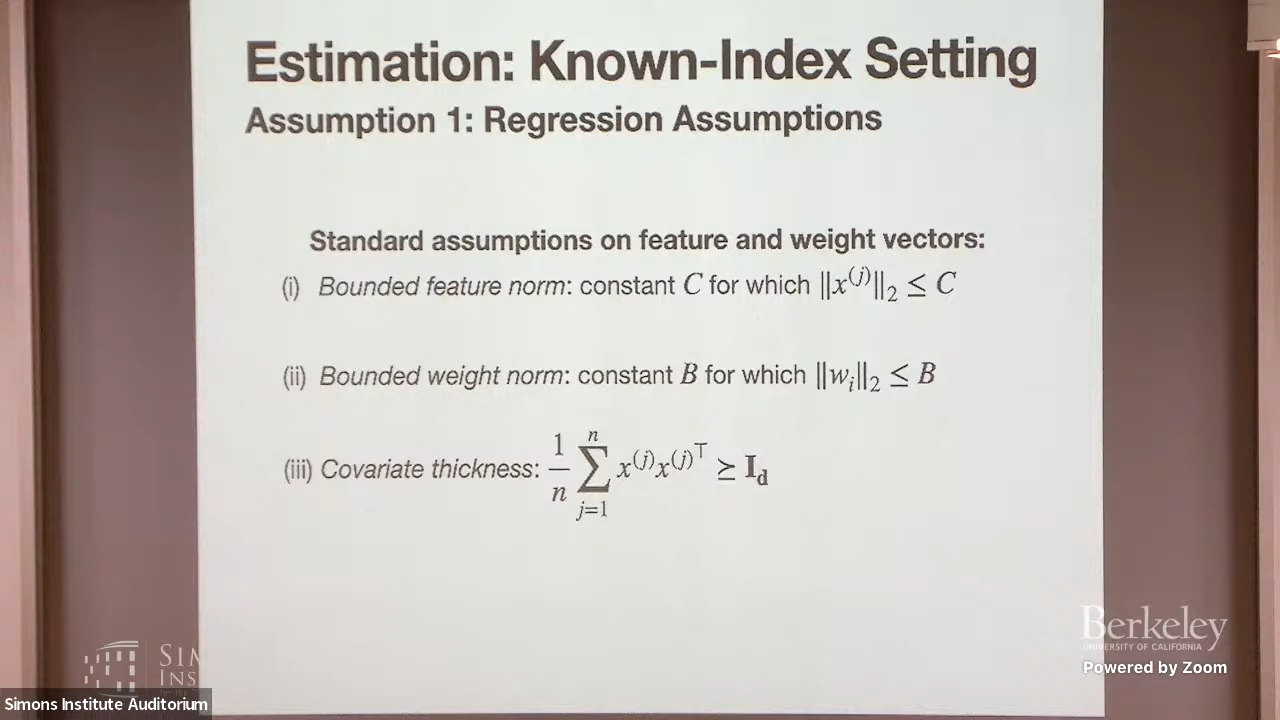 Estimation: Known-Index Setting
Assumption 1: Regression Assumptions
Standard assumptions on feature and weight vectors:
(i) Bounded feature norm: constant C for which ||x^(j)||_2 ≤ C
(ii) Bounded weight norm: constant B for which ||w_i||_2 ≤ B
(iii) Covariate thickness: 1/n ∑_{j=1}^{n} x^(j) x^(j)^⊤ ⪰ I_d
Berkeley
UNIVERSITY OF CALIFORNIA
Powered by Zoom
SIM
INS
Simons Institute Auditorium